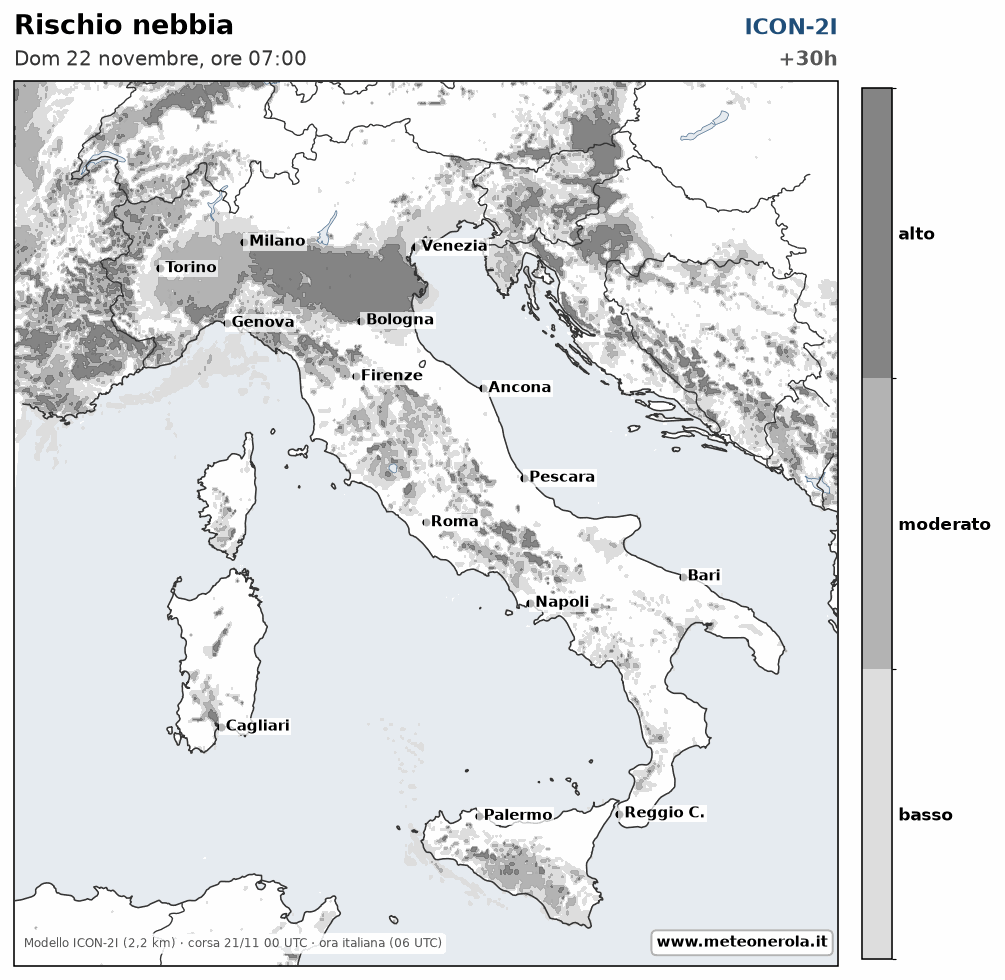 Rischio nebbia
ICON-2I
Dom 22 novembre, ore 07:00
+30h
alto
moderato
basso
Milano
Venezia
Torino
Genova
Bologna
Firenze
Ancona
Pescara
Roma
Bari
Napoli
Cagliari
Palermo
Reggio C.
Modello ICON-2I (2,2 km) · corsa 21/11 00 UTC · ora italiana (06 UTC)
www.meteonerola.it